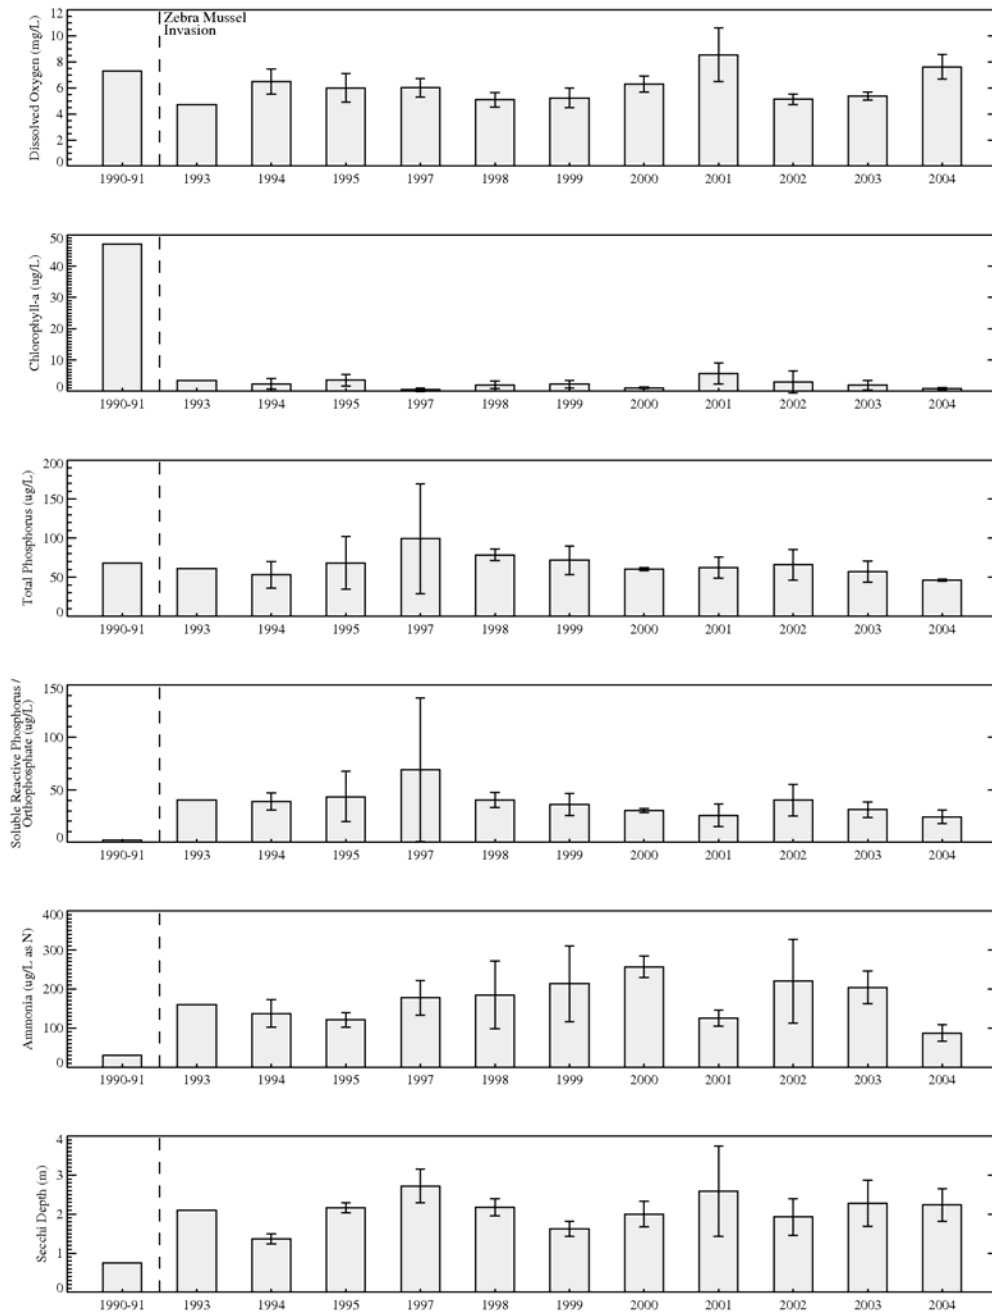 Zebra Mussel
Invasion
Dissolved Oxygen (mg/L)
12
10
8
6
4
2
0
1990-91 1993 1994 1995 1997 1998 1999 2000 2001 2002 2003 2004
Chlorophyll-a (ug/L)
50
40
30
20
10
0
1990-91 1993 1994 1995 1997 1998 1999 2000 2001 2002 2003 2004
Total Phosphorus (ug/L)
200
150
100
50
0
1990-91 1993 1994 1995 1997 1998 1999 2000 2001 2002 2003 2004
Soluble Reactive Phosphorus /
Orthophosphate (ug/L)
150
100
50
0
1990-91 1993 1994 1995 1997 1998 1999 2000 2001 2002 2003 2004
Ammonia (ug/L as N)
400
300
200
100
0
1990-91 1993 1994 1995 1997 1998 1999 2000 2001 2002 2003 2004
Secchi Depth (m)
4
3
2
1
0
1990-91 1993 1994 1995 1997 1998 1999 2000 2001 2002 2003 2004